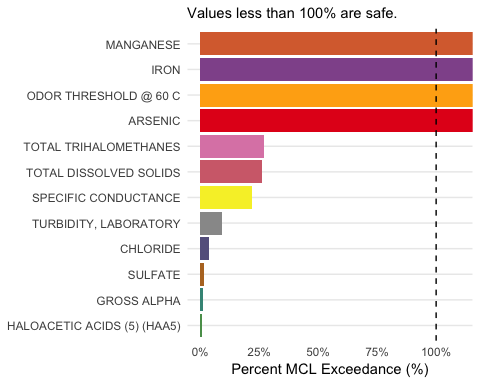 Values less than 100% are safe.
MANGANESE
IRON
ODOR THRESHOLD @ 60 C
ARSENIC
TOTAL TRIHALOMETHANES
TOTAL DISSOLVED SOLIDS
SPECIFIC CONDUCTANCE
TURBIDITY, LABORATORY
CHLORIDE
SULFATE
GROSS ALPHA
HALOACETIC ACIDS (5) (HAA5)
0% 25% 50% 75% 100%
Percent MCL Exceedance (%)